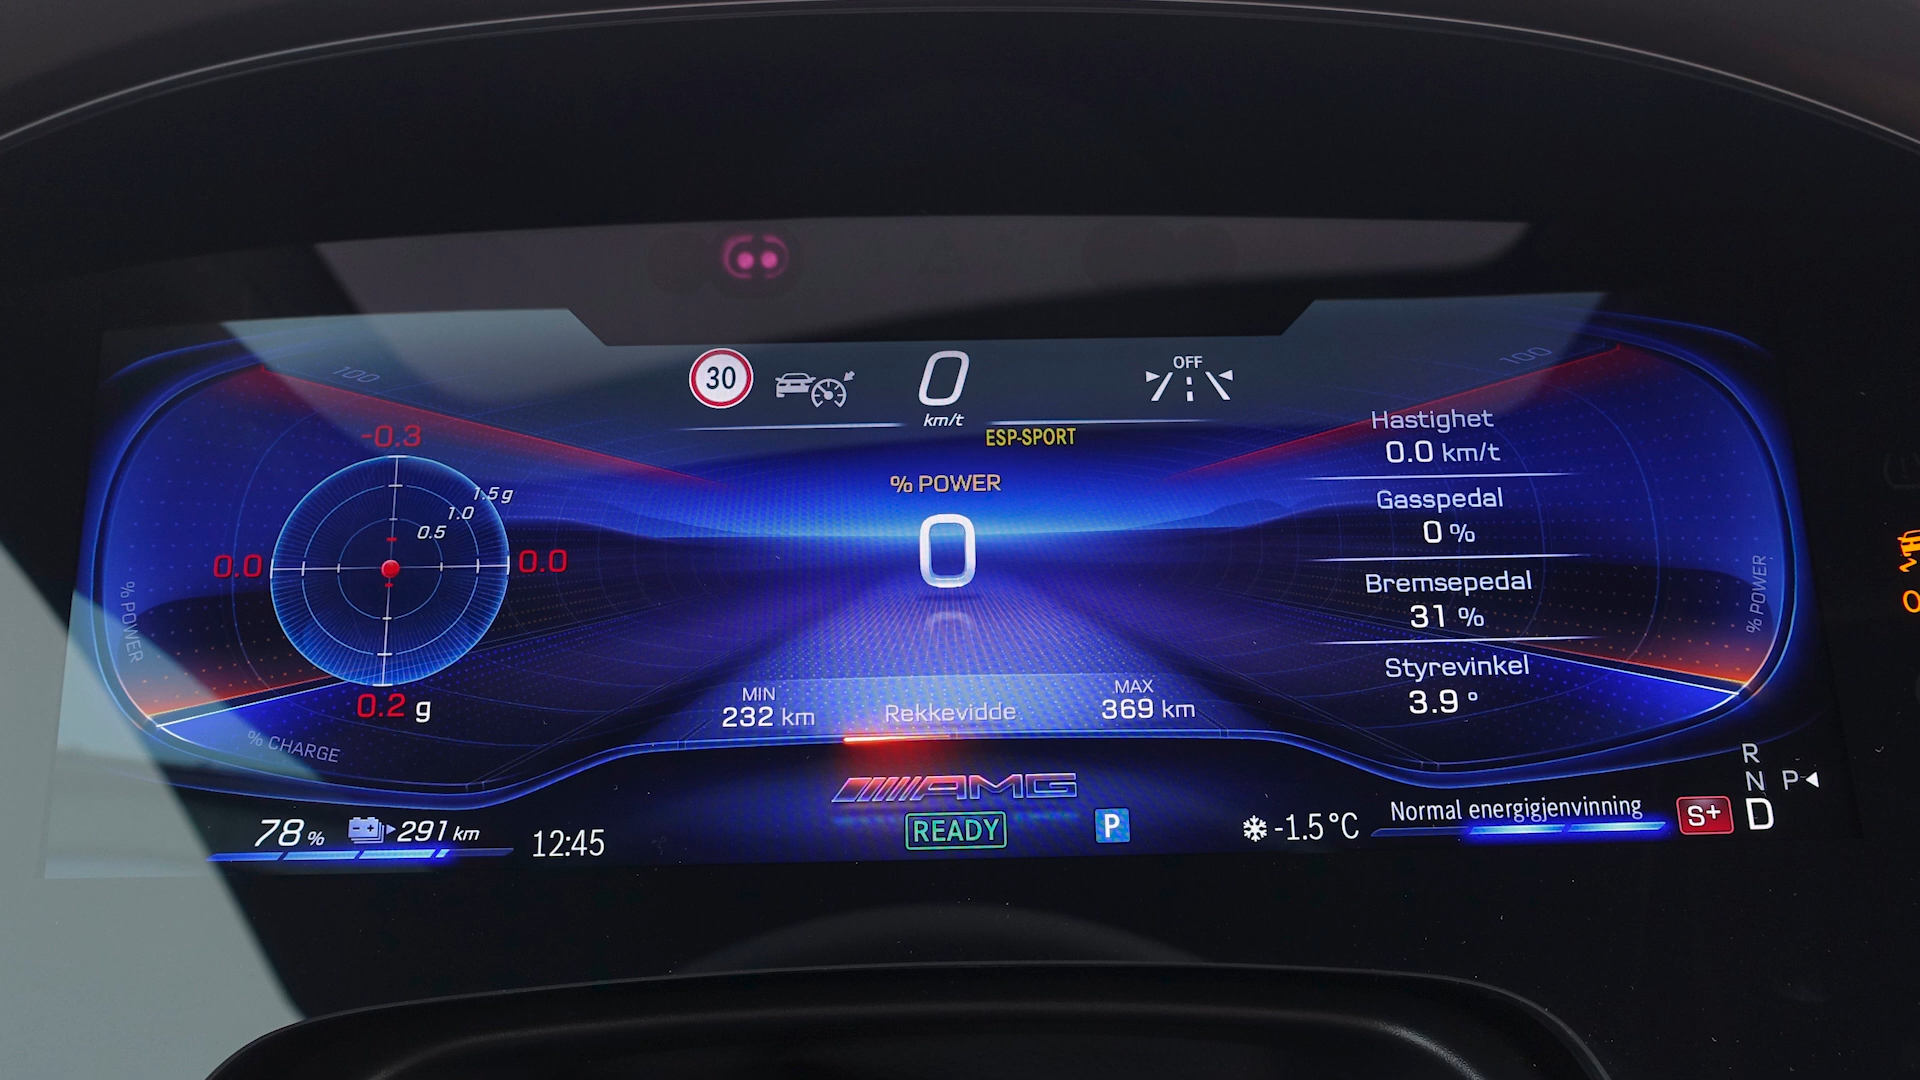 30
0
km/t
OFF
ESP-SPORT
100
100
-0.3
1.5 g
1.0
0.5
0.0
0.0
0.2 g
% POWER
0
Hastighet
0.0 km/t
Gasspedal
0 %
Bremsepedal
31 %
Styrevinkel
3.9 °
% POWER
% POWER
% CHARGE
MIN
232 km
Rekkevidde
MAX
369 km
AMG
78 %
291 km
12:45
READY
P
-1.5°C
Normal energigjenvinning
S+
R
N
D
P